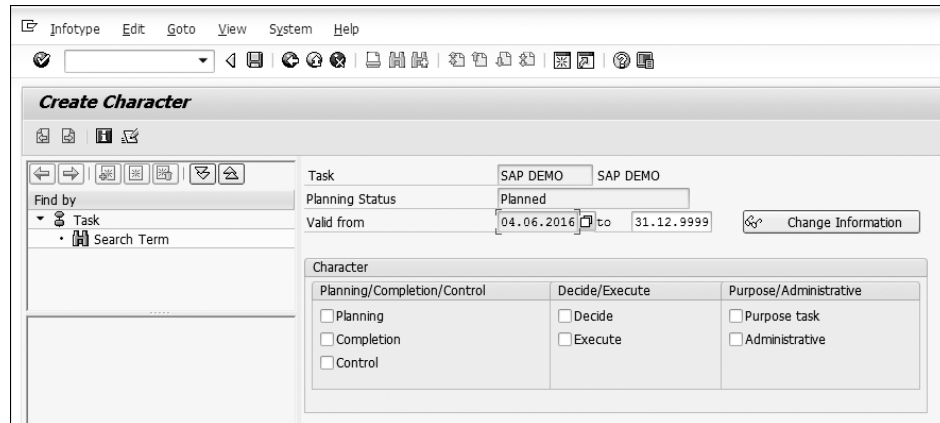 Infotype Edit Goto View System Help
Create Character
Find by
Task
Search Term
Task SAP DEMO SAP DEMO
Planning Status Planned
Valid from 04.06.2016 to 31.12.9999 Change Information
Character
Planning/Completion/Control Decide/Execute Purpose/Administrative
Planning Decide Purpose task
Completion Execute Administrative
Control